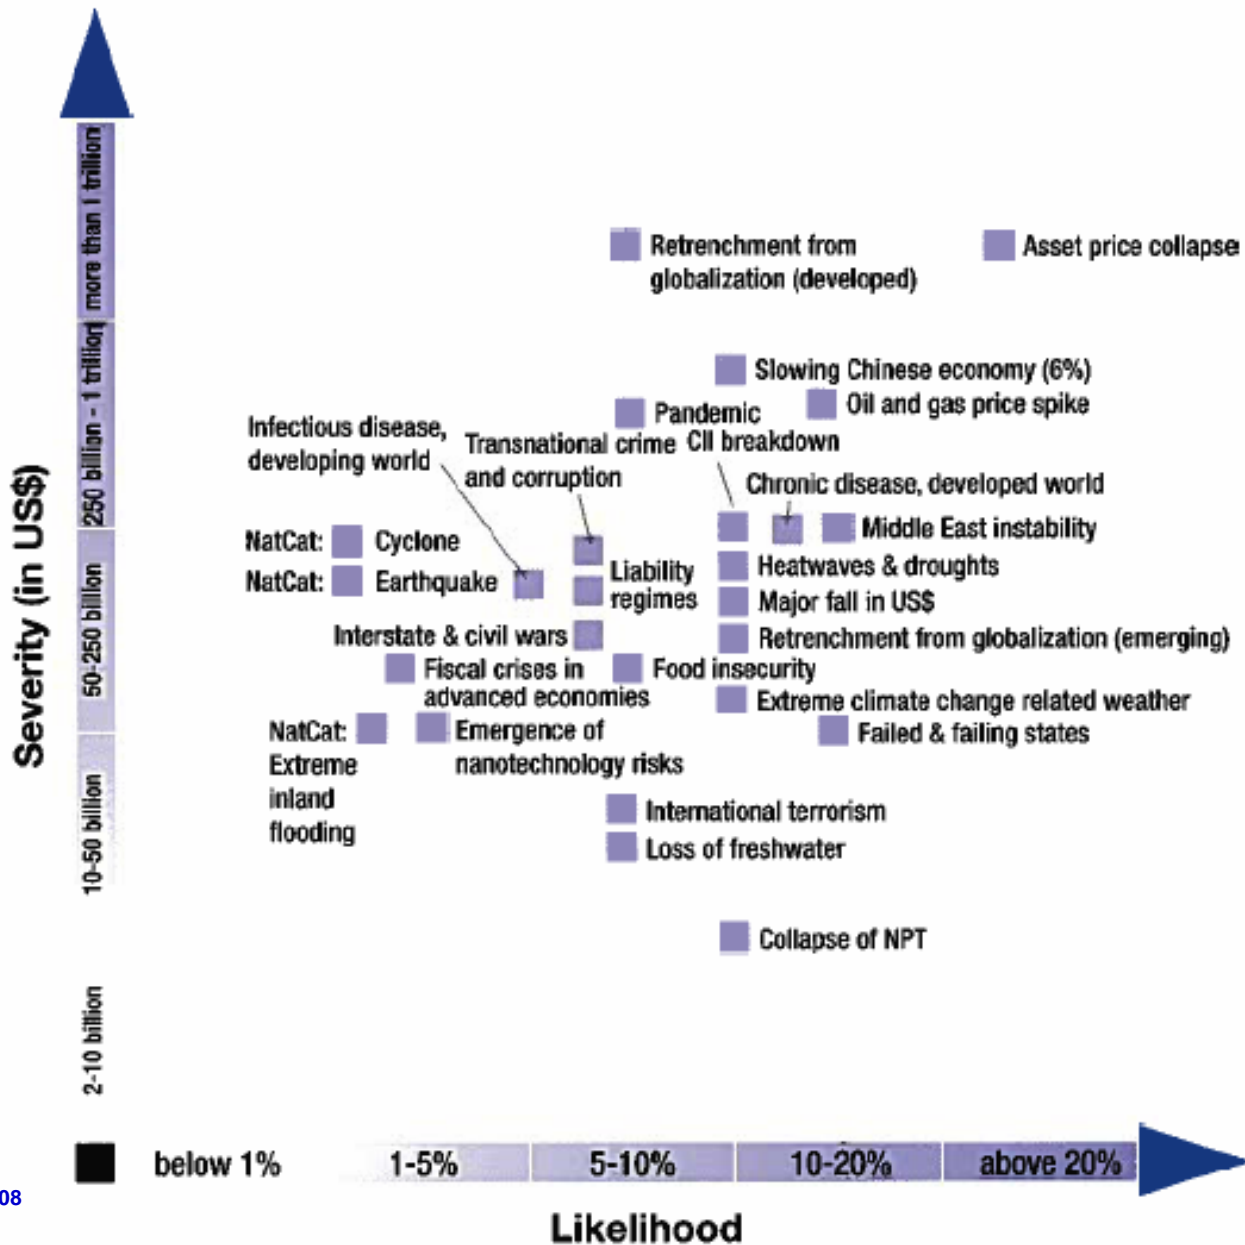 more than 1 trillion
250 billion - 1 trillion
50-250 billion
10-50 billion
2-10 billion
Severity (in US$)
Retrenchment from
globalization (developed)
Asset price collapse
Slowing Chinese economy (6%)
Oil and gas price spike
Pandemic
Infectious disease,
developing world
Transnational crime
and corruption
CII breakdown
Chronic disease, developed world
Middle East instability
NatCat: Cyclone
NatCat: Earthquake
Liability
regimes
Heatwaves & droughts
Major fall in US$
Interstate & civil wars
Retrenchment from globalization (emerging)
Fiscal crises in
advanced economies
Food insecurity
Extreme climate change related weather
NatCat:
Extreme
inland
flooding
Emergence of
nanotechnology risks
Failed & failing states
International terrorism
Loss of freshwater
Collapse of NPT
below 1%
1-5%
5-10%
10-20%
above 20%
08
Likelihood